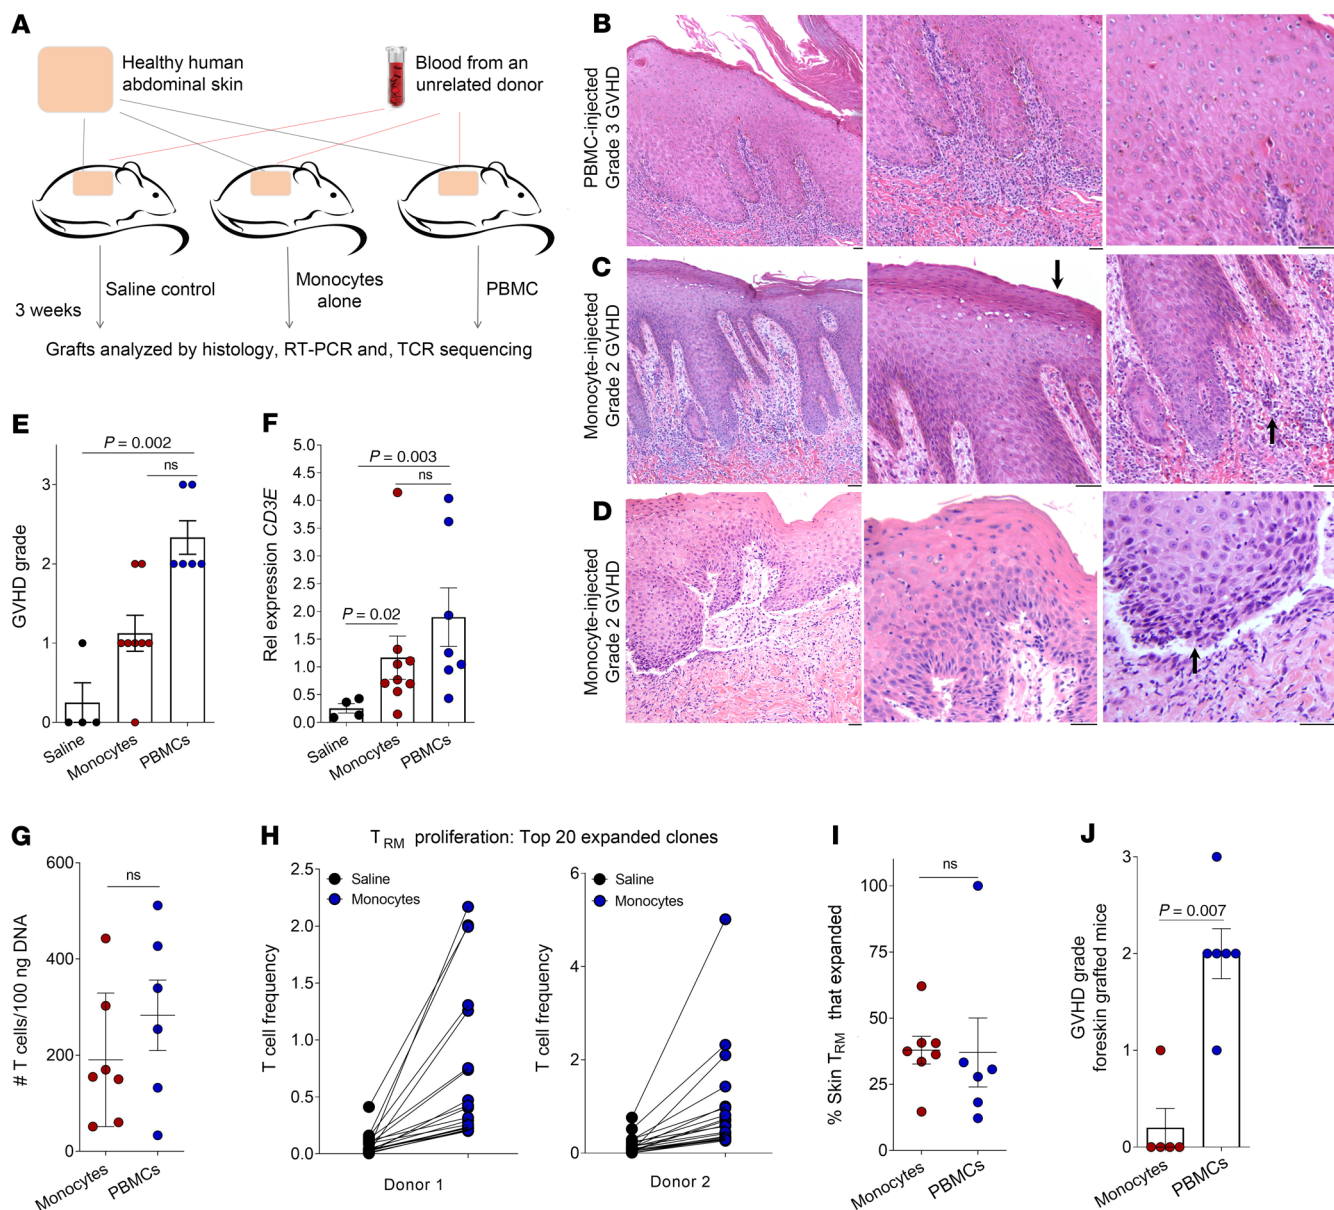 A
Healthy human
abdominal skin
Blood from an
unrelated donor
3 weeks
Saline control
Monocytes
alone
PBMC
Grafts analyzed by histology, RT-PCR and, TCR sequencing
B
PBMC-injected
Grade 3 GVHD
C
Monocyte-injected
Grade 2 GVHD
D
Monocyte-injected
Grade 2 GVHD
E
P = 0.002
ns
GVHD grade
3
2
1
0
Saline
Monocytes
PBMCs
F
P = 0.003
ns
P = 0.02
Rel expression CD3E
5.0
4.5
4.0
3.5
3.0
2.5
2.0
1.5
1.0
0.5
0.0
Saline
Monocytes
PBMCs
G
ns
# T cells/100 ng DNA
600
400
200
0
Monocytes
PBMCs
H
TRM proliferation: Top 20 expanded clones
Saline
Monocytes
T cell frequency
2.5
2.0
1.5
1.0
0.5
0.0
Donor 1
Saline
Monocytes
T cell frequency
6
4
2
0
Donor 2
I
ns
% Skin TRM that expanded
100
75
50
25
0
Monocytes
PBMCs
J
P = 0.007
GVHD grade
foreskin grafted mice
3
2
1
0
Monocytes
PBMCs